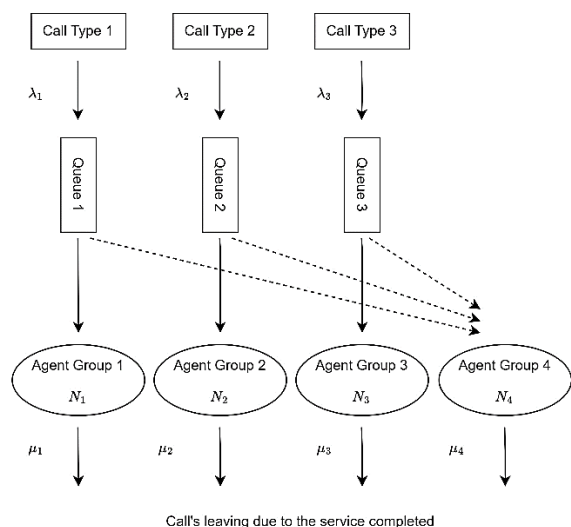 Call Type 1
Call Type 2
Call Type 3
λ₁
λ₂
λ₃
Queue 1
Queue 2
Queue 3
Agent Group 1
Agent Group 2
Agent Group 3
Agent Group 4
N₁
N₂
N₃
N₄
μ₁
μ₂
μ₃
μ₄
Call's leaving due to the service completed